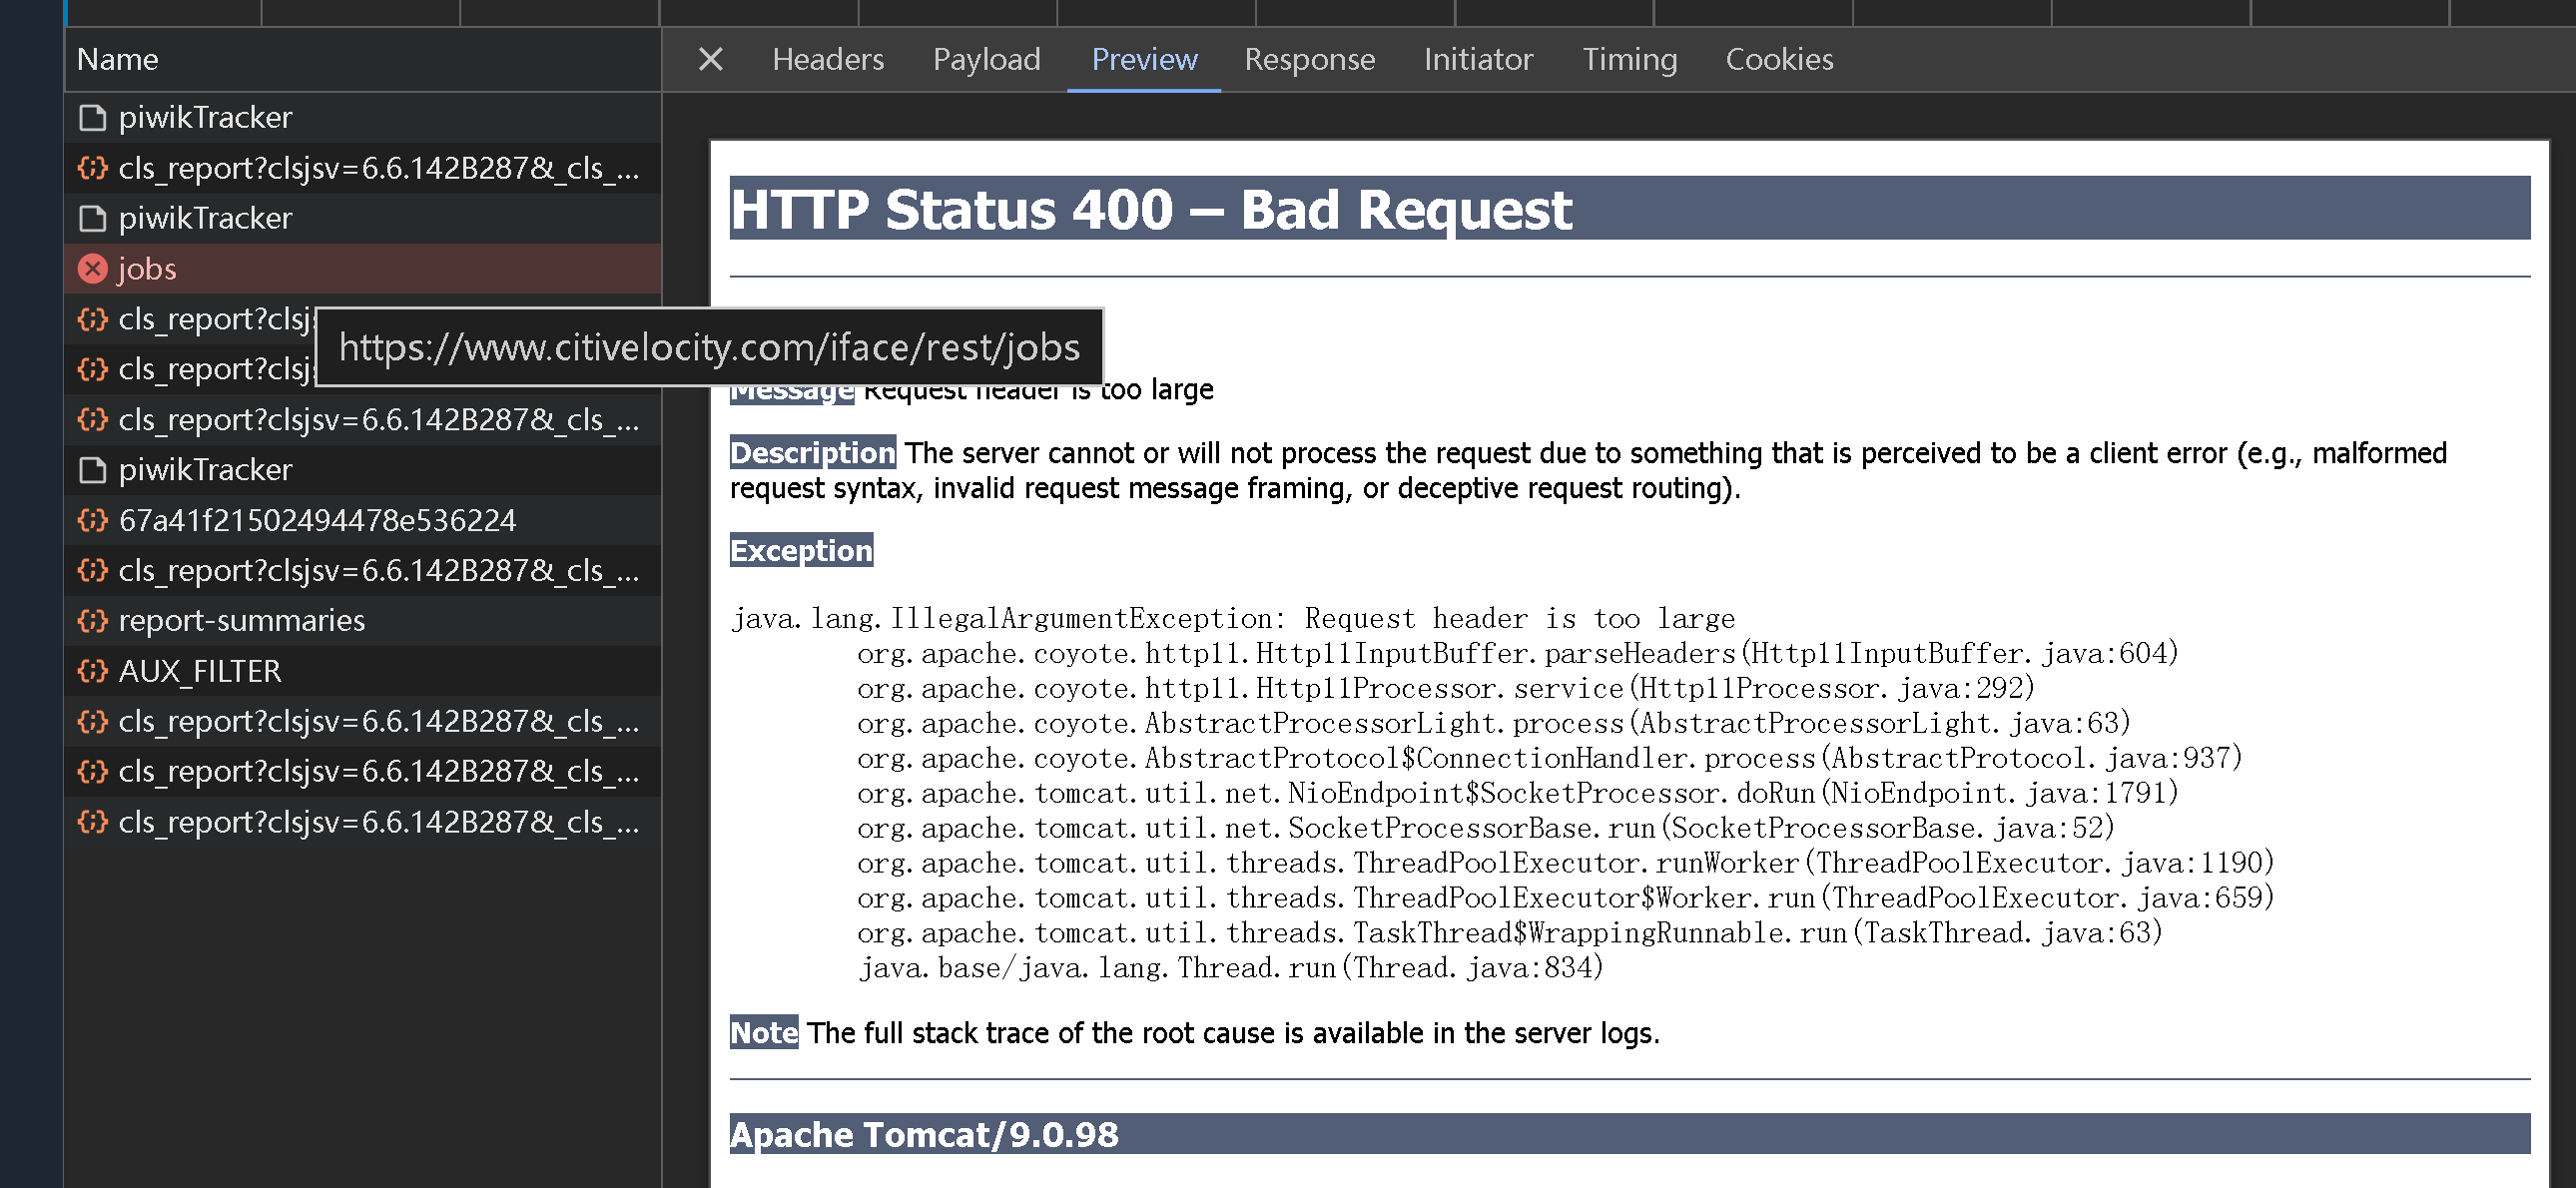 Name
piwikTracker
cls_report?clsjsv=6.6.142B287&_cls_...
piwikTracker
jobs
cls_report?clsj
cls_report?clsj
cls_report?clsjsv=6.6.142B287&_cls_...
piwikTracker
67a41f21502494478e536224
cls_report?clsjsv=6.6.142B287&_cls_...
report-summaries
AUX_FILTER
cls_report?clsjsv=6.6.142B287&_cls_...
cls_report?clsjsv=6.6.142B287&_cls_...
cls_report?clsjsv=6.6.142B287&_cls_...
https://www.citivelocity.com/iface/rest/jobs
Headers Payload Preview Response Initiator Timing Cookies
HTTP Status 400 – Bad Request
Message Request header is too large
Description The server cannot or will not process the request due to something that is perceived to be a client error (e.g., malformed
request syntax, invalid request message framing, or deceptive request routing).
Exception
java.lang.IllegalArgumentException: Request header is too large
org.apache.coyote.http11.Http11InputBuffer.parseHeaders(Http11InputBuffer.java:604)
org.apache.coyote.http11.Http11Processor.service(Http11Processor.java:292)
org.apache.coyote.AbstractProcessorLight.process(AbstractProcessorLight.java:63)
org.apache.coyote.AbstractProtocol$ConnectionHandler.process(AbstractProtocol.java:937)
org.apache.tomcat.util.net.NioEndpoint$SocketProcessor.doRun(NioEndpoint.java:1791)
org.apache.tomcat.util.net.SocketProcessorBase.run(SocketProcessorBase.java:52)
org.apache.tomcat.util.threads.ThreadPoolExecutor.runWorker(ThreadPoolExecutor.java:1190)
org.apache.tomcat.util.threads.ThreadPoolExecutor$Worker.run(ThreadPoolExecutor.java:659)
org.apache.tomcat.util.threads.TaskThread$WrappingRunnable.run(TaskThread.java:63)
java.base/java.lang.Thread.run(Thread.java:834)
Note The full stack trace of the root cause is available in the server logs.
Apache Tomcat/9.0.98